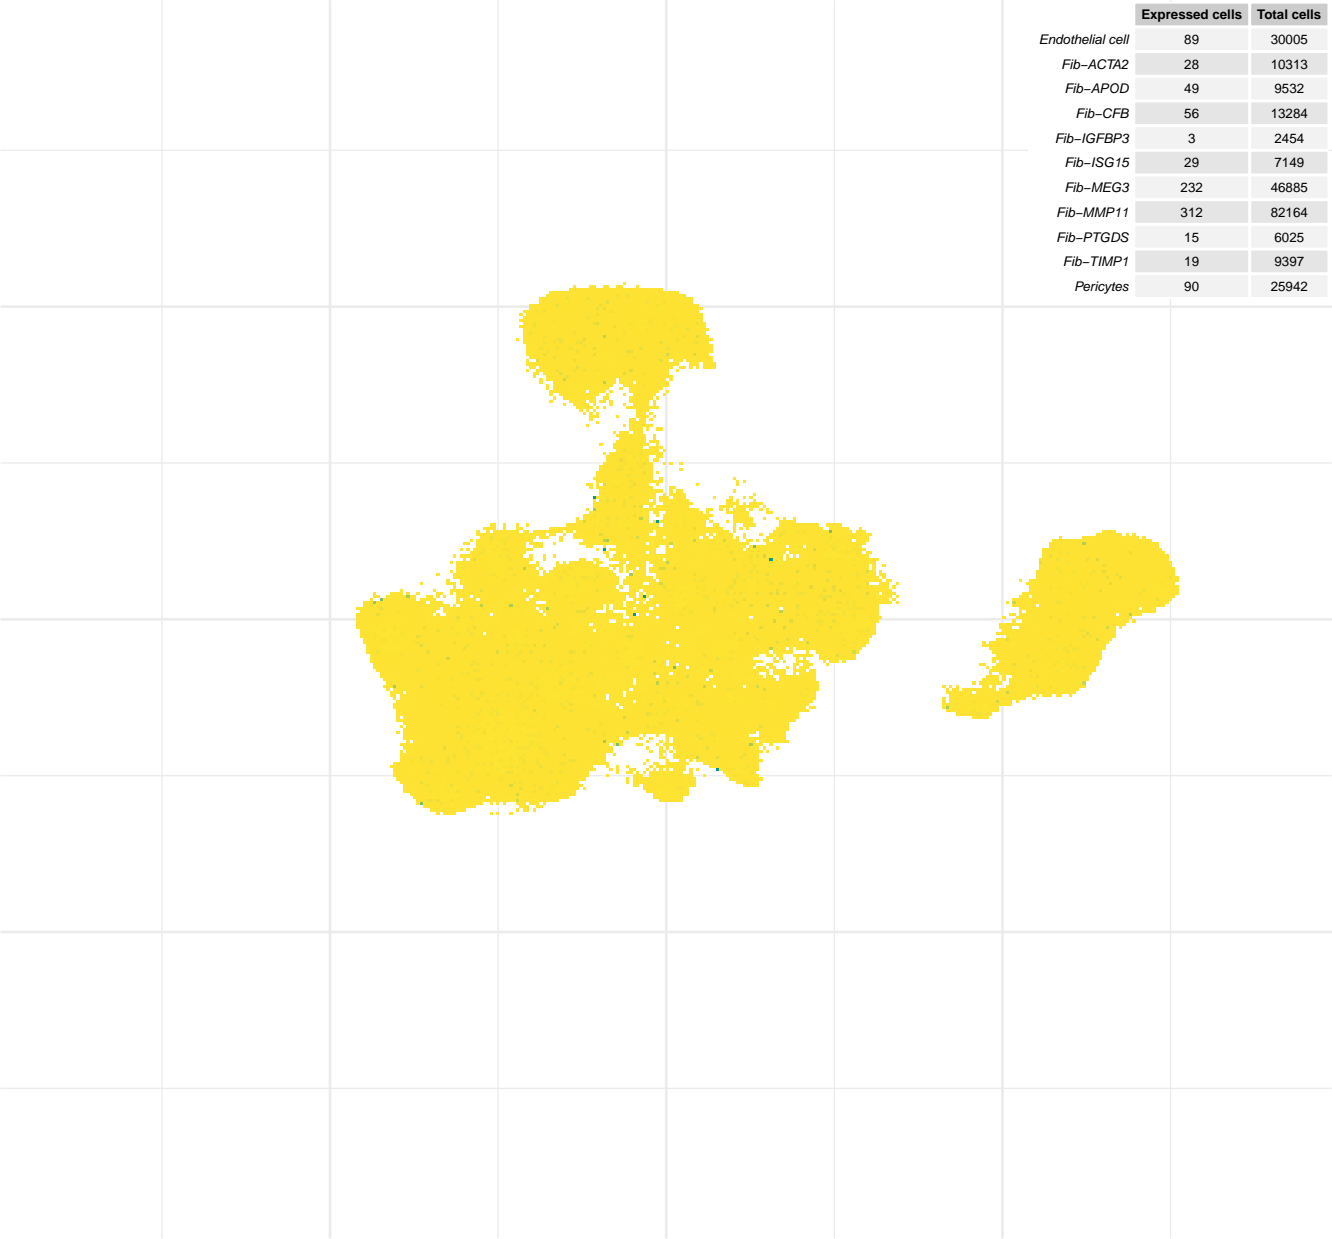 Expressed cells Total cells
Endothelial cell 89 30005
Fib−ACTA2 28 10313
Fib−APOD 49 9532
Fib−CFB 56 13284
Fib−IGFBP3 3 2454
Fib−ISG15 29 7149
Fib−MEG3 232 46885
Fib−MMP11 312 82164
Fib−PTGDS 15 6025
Fib−TIMP1 19 9397
Pericytes 90 25942